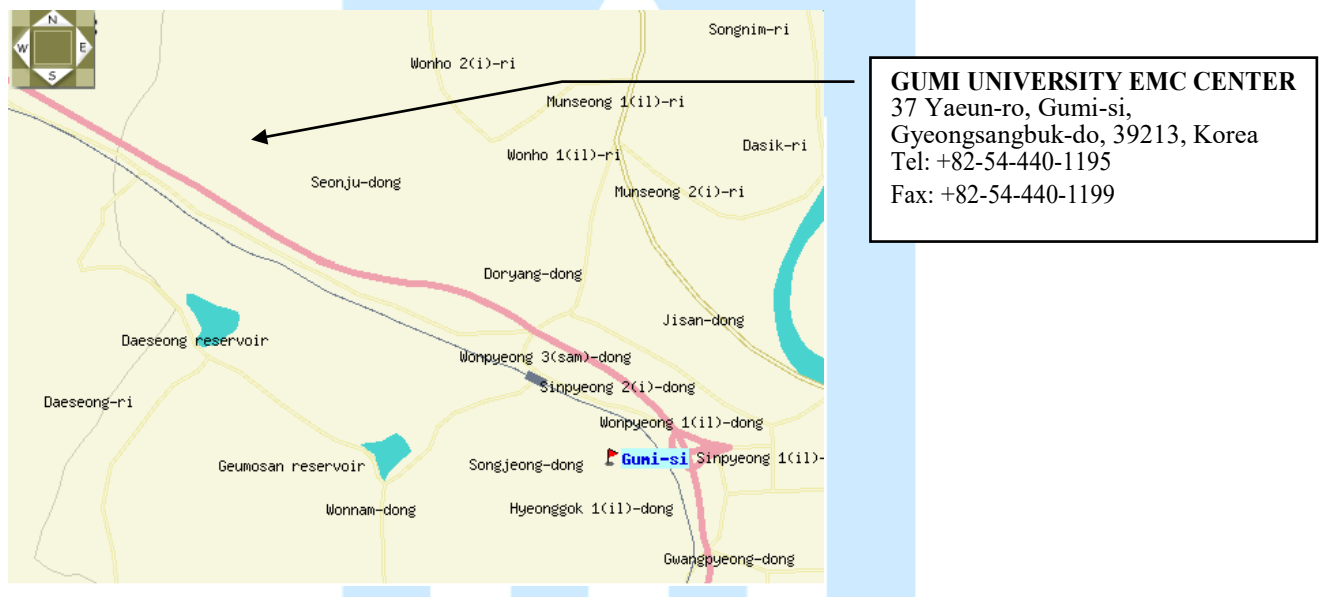 N
W E
S
Songnim-ri
Wonho 2(i)-ri
Munseong 1(il)-ri
Dasik-ri
Wonho 1(il)-ri
Seonju-dong
Munseong 2(i)-ri
Doryang-dong
Jisan-dong
Daeseong reservoir
Wonpyeong 3(sam)-dong
Sinpyeong 2(i)-dong
Daeseong-ri
Wonpyeong 1(il)-dong
Gumi-si
Sinpyeong 1(il)-
Geumosan reservoir
Songjeong-dong
Wonnam-dong
Hyeonggok 1(il)-dong
Gwangpyeong-dong
GUMI UNIVERSITY EMC CENTER
37 Yaeun-ro, Gumi-si,
Gyeongsangbuk-do, 39213, Korea
Tel: +82-54-440-1195
Fax: +82-54-440-1199